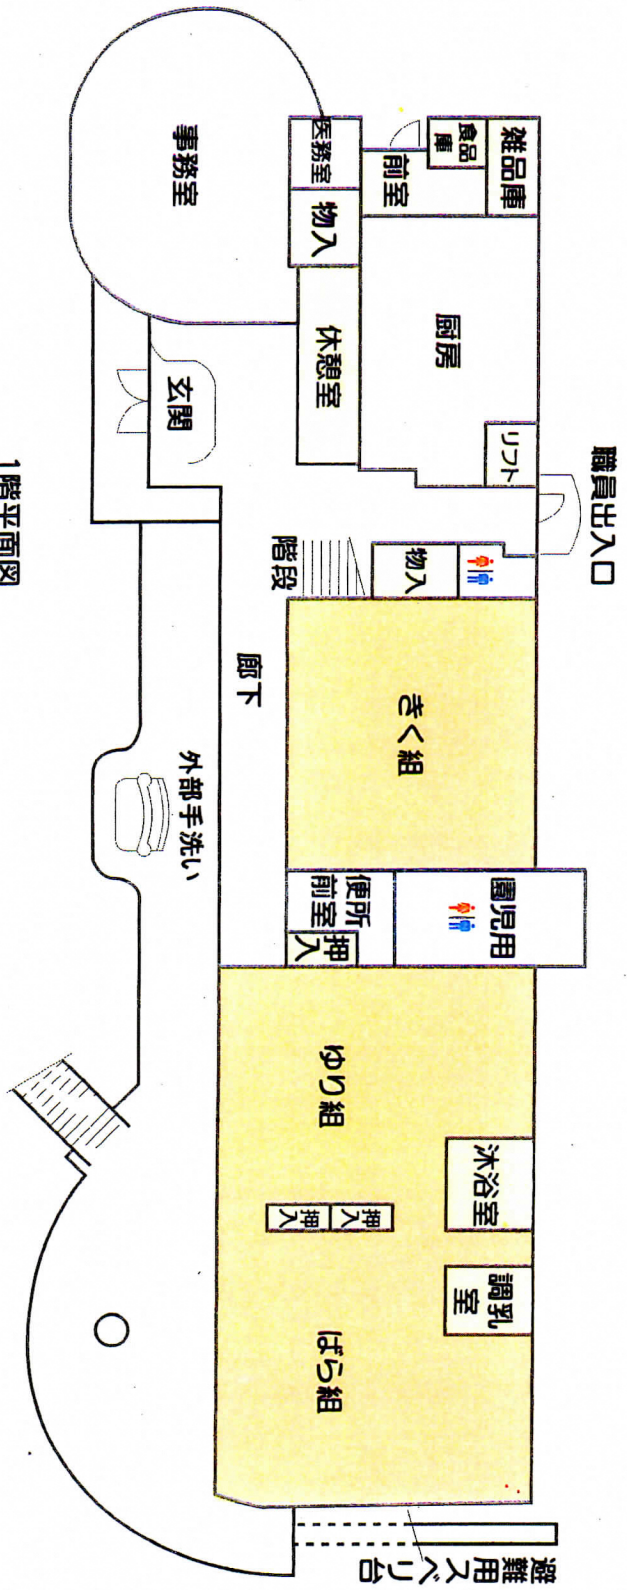 職員出入口
雑品庫
食品
庫
前室
医務室
物入
事務室
厨房
リフト
休憩室
玄関
物入
階段
廊下
きく組
外部手洗い
園児用
便所
前室
押
入
ゆり組
沐浴室
押
入
押
入
調乳
室
ばら組
避難
用スベリ台
1階平面図